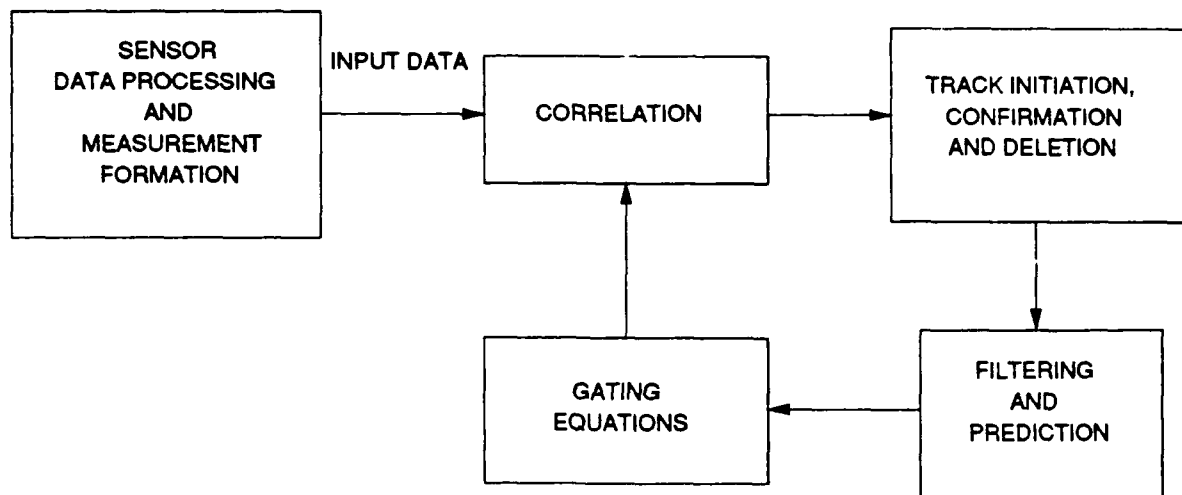 SENSOR
DATA PROCESSING
AND
MEASUREMENT
FORMATION
INPUT DATA
CORRELATION
TRACK INITIATION,
CONFIRMATION
AND DELETION
GATING
EQUATIONS
FILTERING
AND
PREDICTION